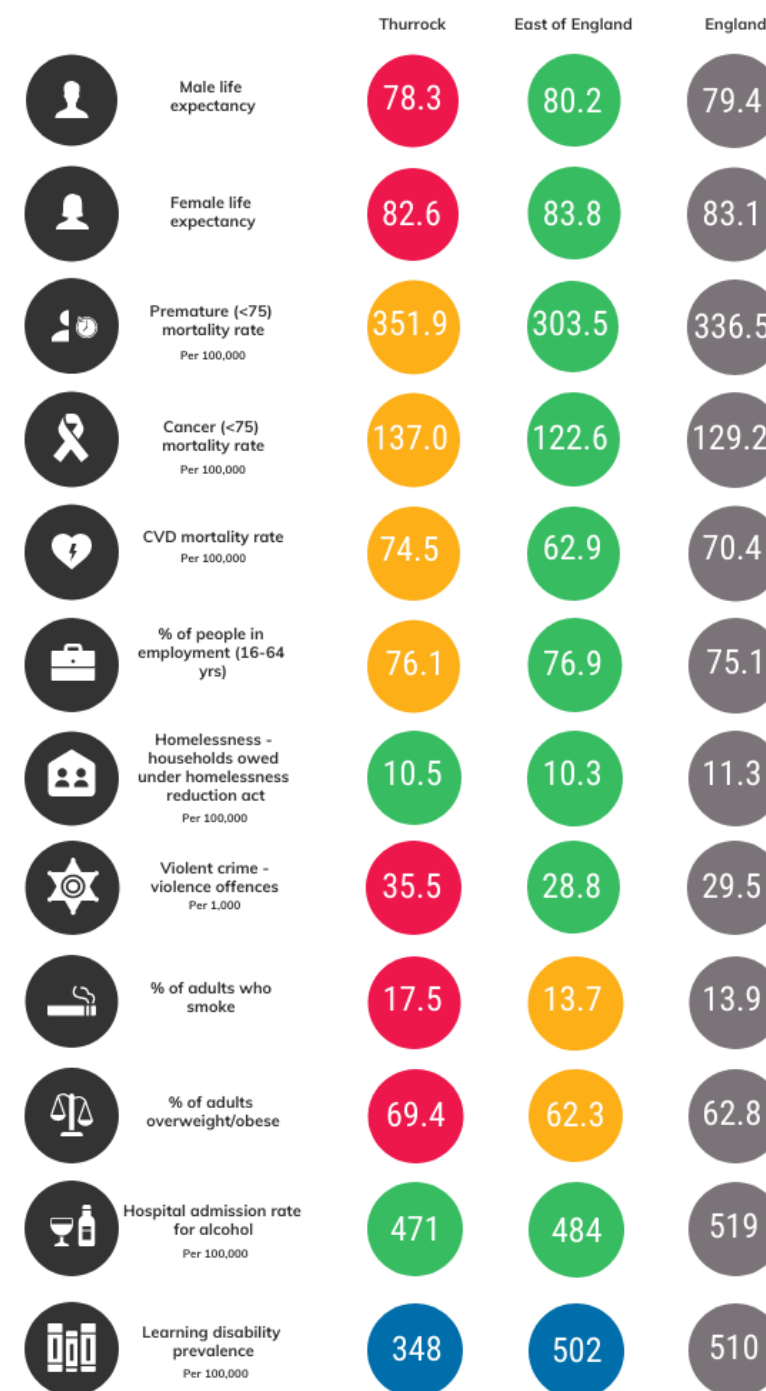 Thurrock East of England England
Male life
expectancy
78.3 80.2 79.4
Female life
expectancy
82.6 83.8 83.1
Premature (<75)
mortality rate
Per 100,000
351.9 303.5 336.5
Cancer (<75)
mortality rate
Per 100,000
137.0 122.6 129.2
CVD mortality rate
Per 100,000
74.5 62.9 70.4
% of people in
employment (16-64
yrs)
76.1 76.9 75.1
Homelessness -
households owed
under homelessness
reduction act
Per 100,000
10.5 10.3 11.3
Violent crime -
violence offences
Per 1,000
35.5 28.8 29.5
% of adults who
smoke
17.5 13.7 13.9
% of adults
overweight/obese
69.4 62.3 62.8
Hospital admission rate
for alcohol
Per 100,000
471 484 519
Learning disability
prevalence
Per 100,000
348 502 510